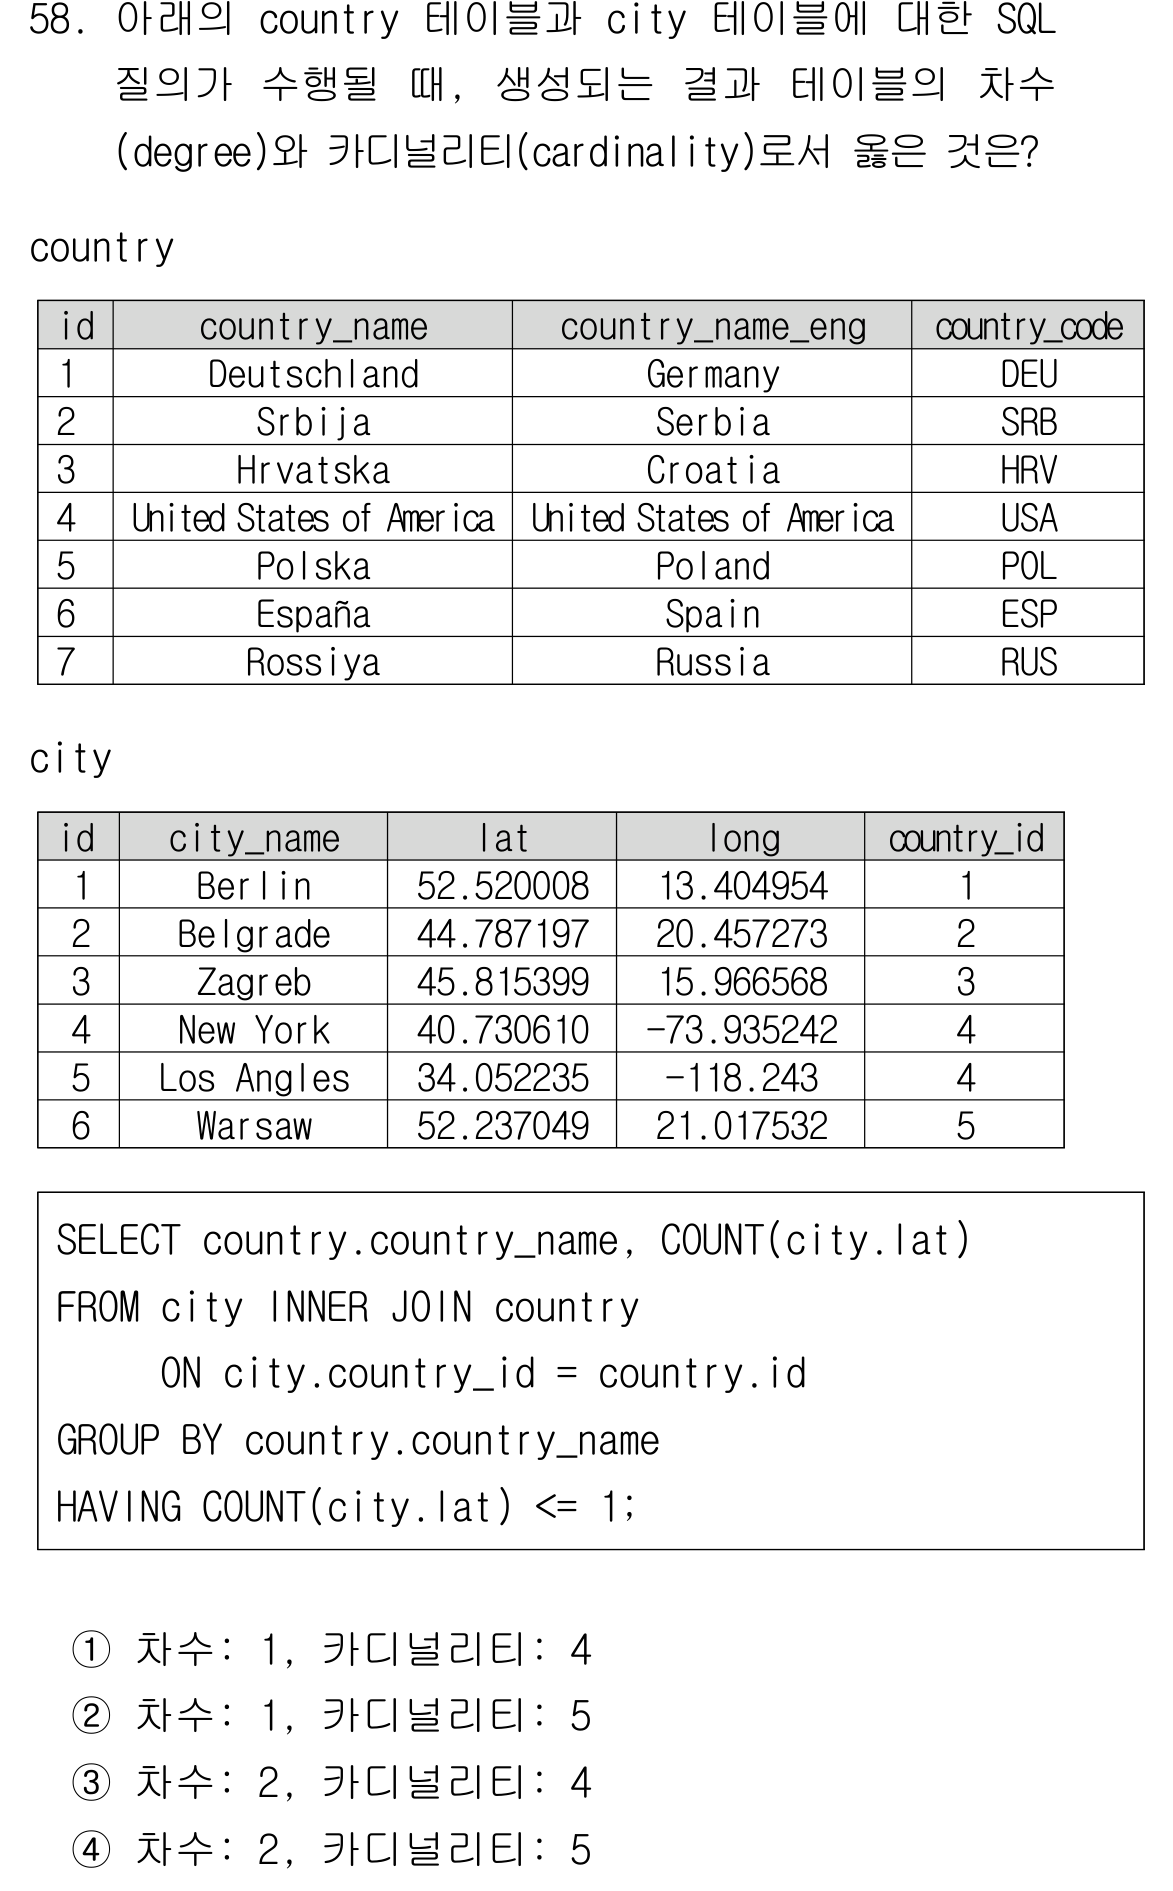 58. 아래의 country 테이블과 city 테이블에 대한 SQL
질의가 수행될 때, 생성되는 결과 테이블의 차수
(degree)와 카디널리티(cardinality)로서 옳은 것은?
country
id country_name country_name_eng country_code
1 Deutschland Germany DEU
2 Srbija Serbia SRB
3 Hrvatska Croatia HRV
4 United States of America United States of America USA
5 Polska Poland POL
6 España Spain ESP
7 Rossiya Russia RUS
city
id city_name lat long country_id
1 Berlin 52.520008 13.404954 1
2 Belgrade 44.787197 20.457273 2
3 Zagreb 45.815399 15.966568 3
4 New York 40.730610 -73.935242 4
5 Los Angles 34.052235 -118.243 4
6 Warsaw 52.237049 21.017532 5
SELECT country.country_name, COUNT(city.lat)
FROM city INNER JOIN country
ON city.country_id = country.id
GROUP BY country.country_name
HAVING COUNT(city.lat) <= 1;
① 차수: 1, 카디널리티: 4
② 차수: 1, 카디널리티: 5
③ 차수: 2, 카디널리티: 4
④ 차수: 2, 카디널리티: 5